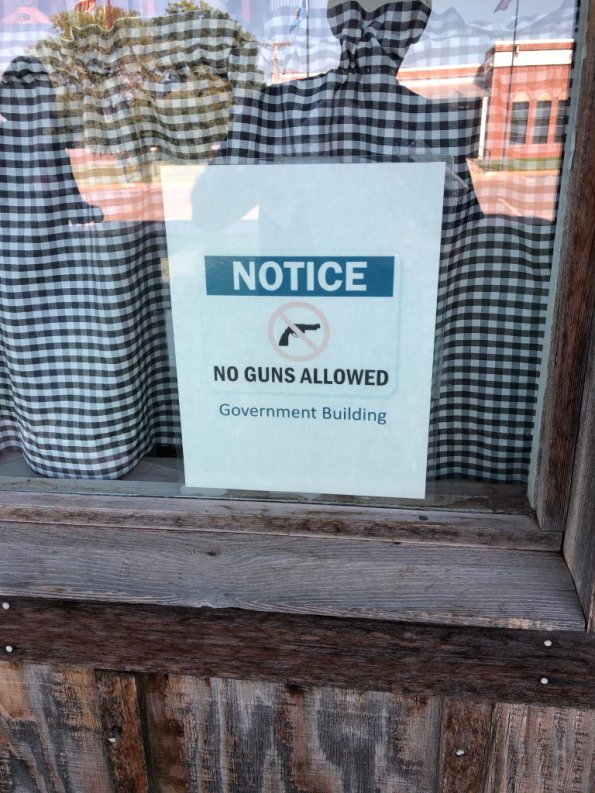 NOTICE
NO GUNS ALLOWED
Government Building